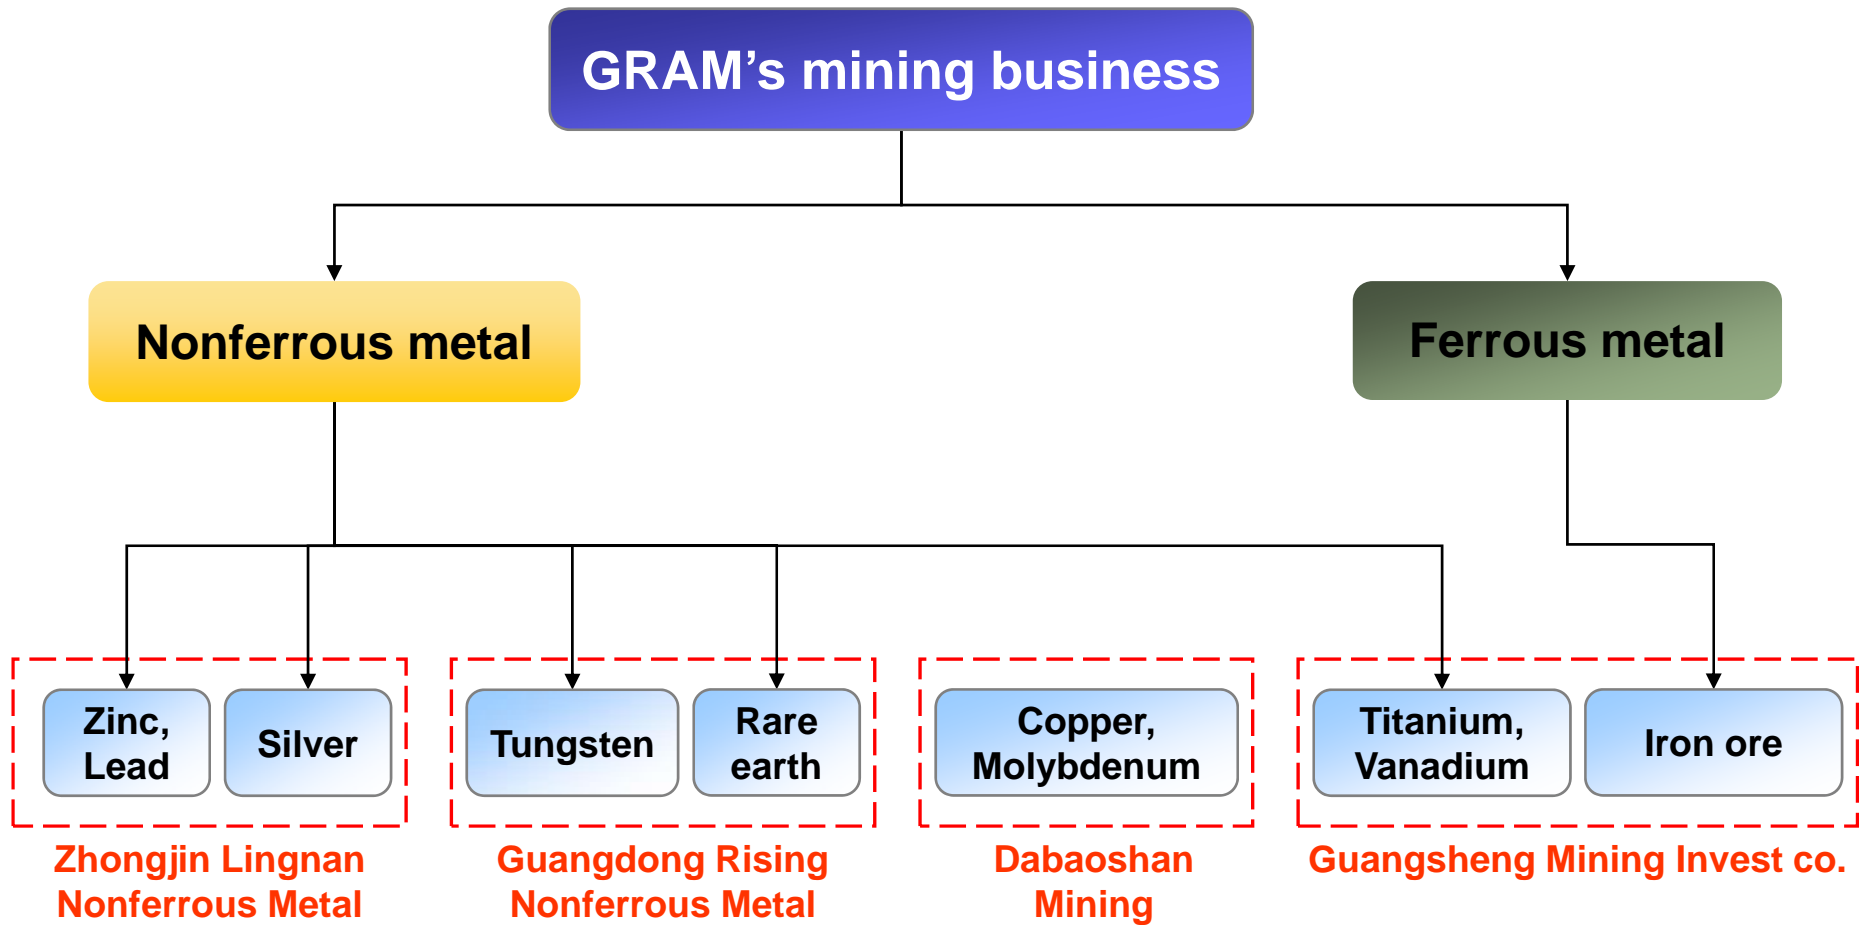 GRAM’s mining business
Nonferrous metal
Ferrous metal
Zinc,
Lead
Silver
Tungsten
Rare
earth
Copper,
Molybdenum
Titanium,
Vanadium
Iron ore
Zhongjin Lingnan
Nonferrous Metal
Guangdong Rising
Nonferrous Metal
Dabaoshan
Mining
Guangsheng Mining Invest co.